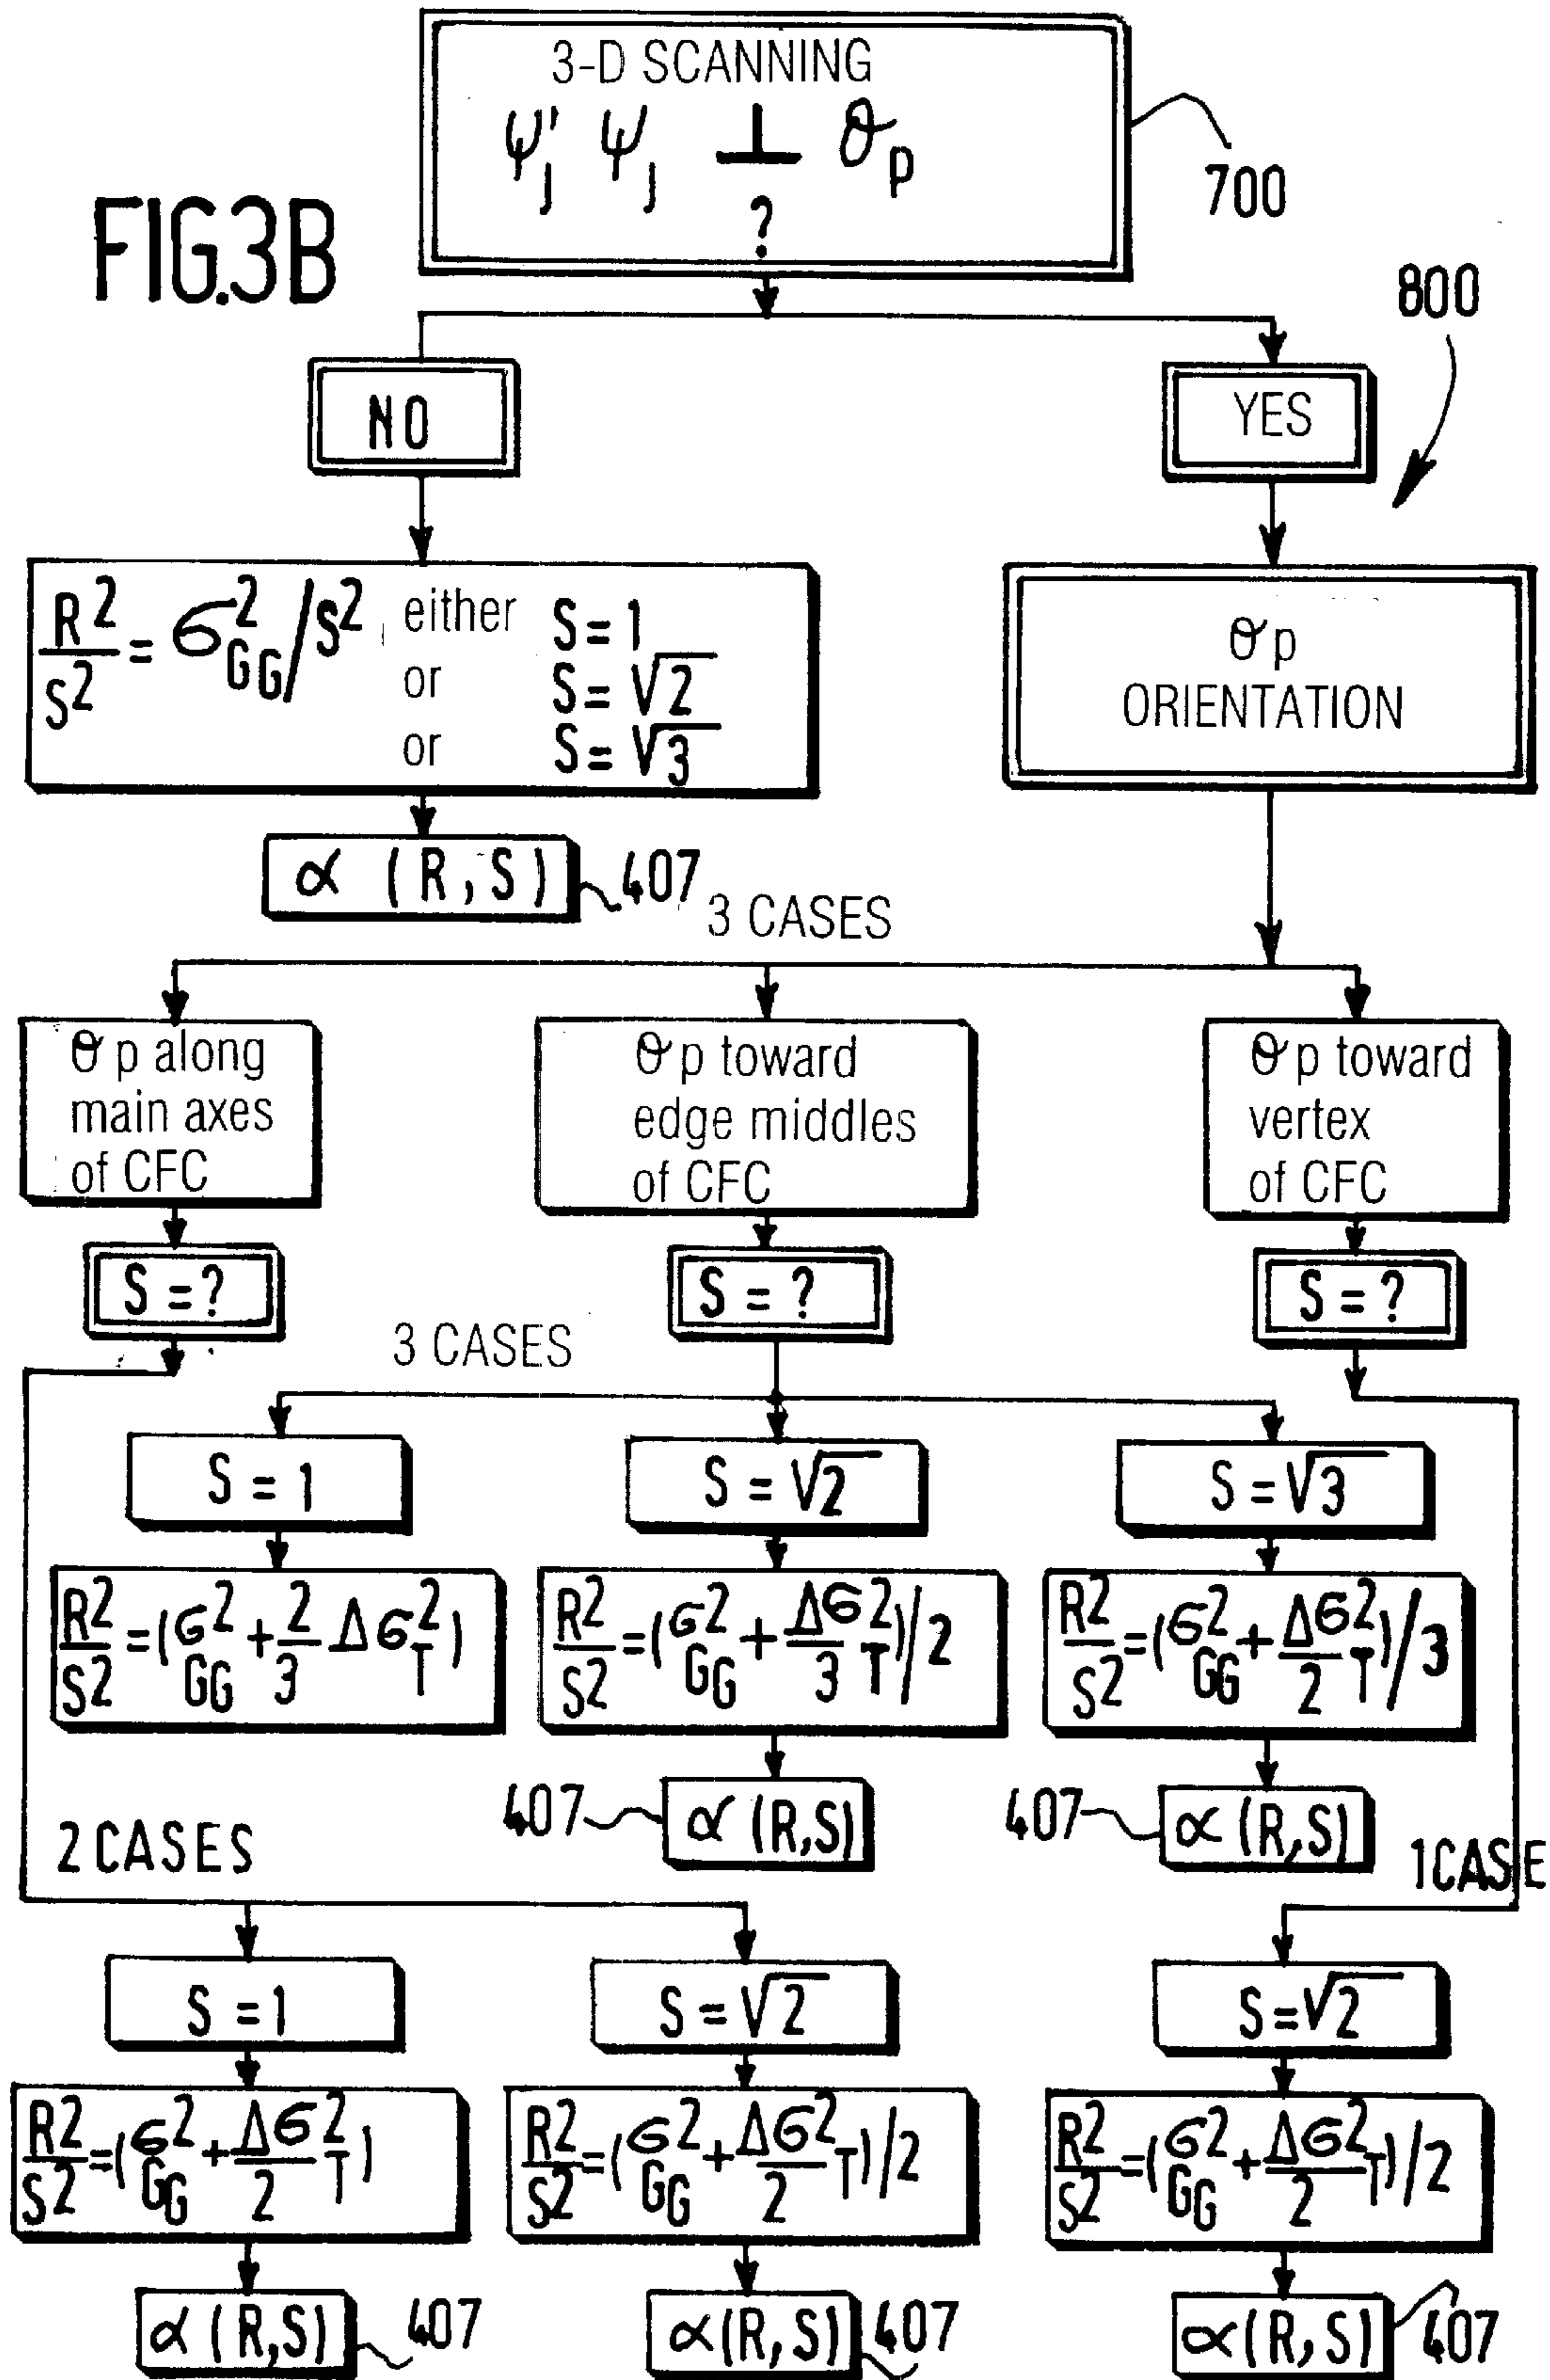 3-D SCANNING
ψ'j ψj ⊥ θp
?
700
FIG.3B
800
NO
YES
R²/S² = σ²GG/S² either S = 1
or S = √2
or S = √3
θp
ORIENTATION
α (R,S)
407
3 CASES
θp along
main axes
of CFC
θp toward
edge middles
of CFC
θp toward
vertex
of CFC
S = ?
S = ?
S = ?
3 CASES
S = 1
S = √2
S = √3
R²/S² = (σ²GG + 2/3 Δσ²T)
R²/S² = (σ²GG + Δσ²T/3)/2
R²/S² = (σ²GG + Δσ²T/2)/3
407
α (R,S)
407
α (R,S)
2 CASES
1 CASE
S = 1
S = √2
S = √2
R²/S² = (σ²GG + Δσ²T/2)
R²/S² = (σ²GG + Δσ²T/2)/2
R²/S² = (σ²GG + Δσ²T/2)/2
α (R,S)
407
α (R,S)
407
α (R,S)
407